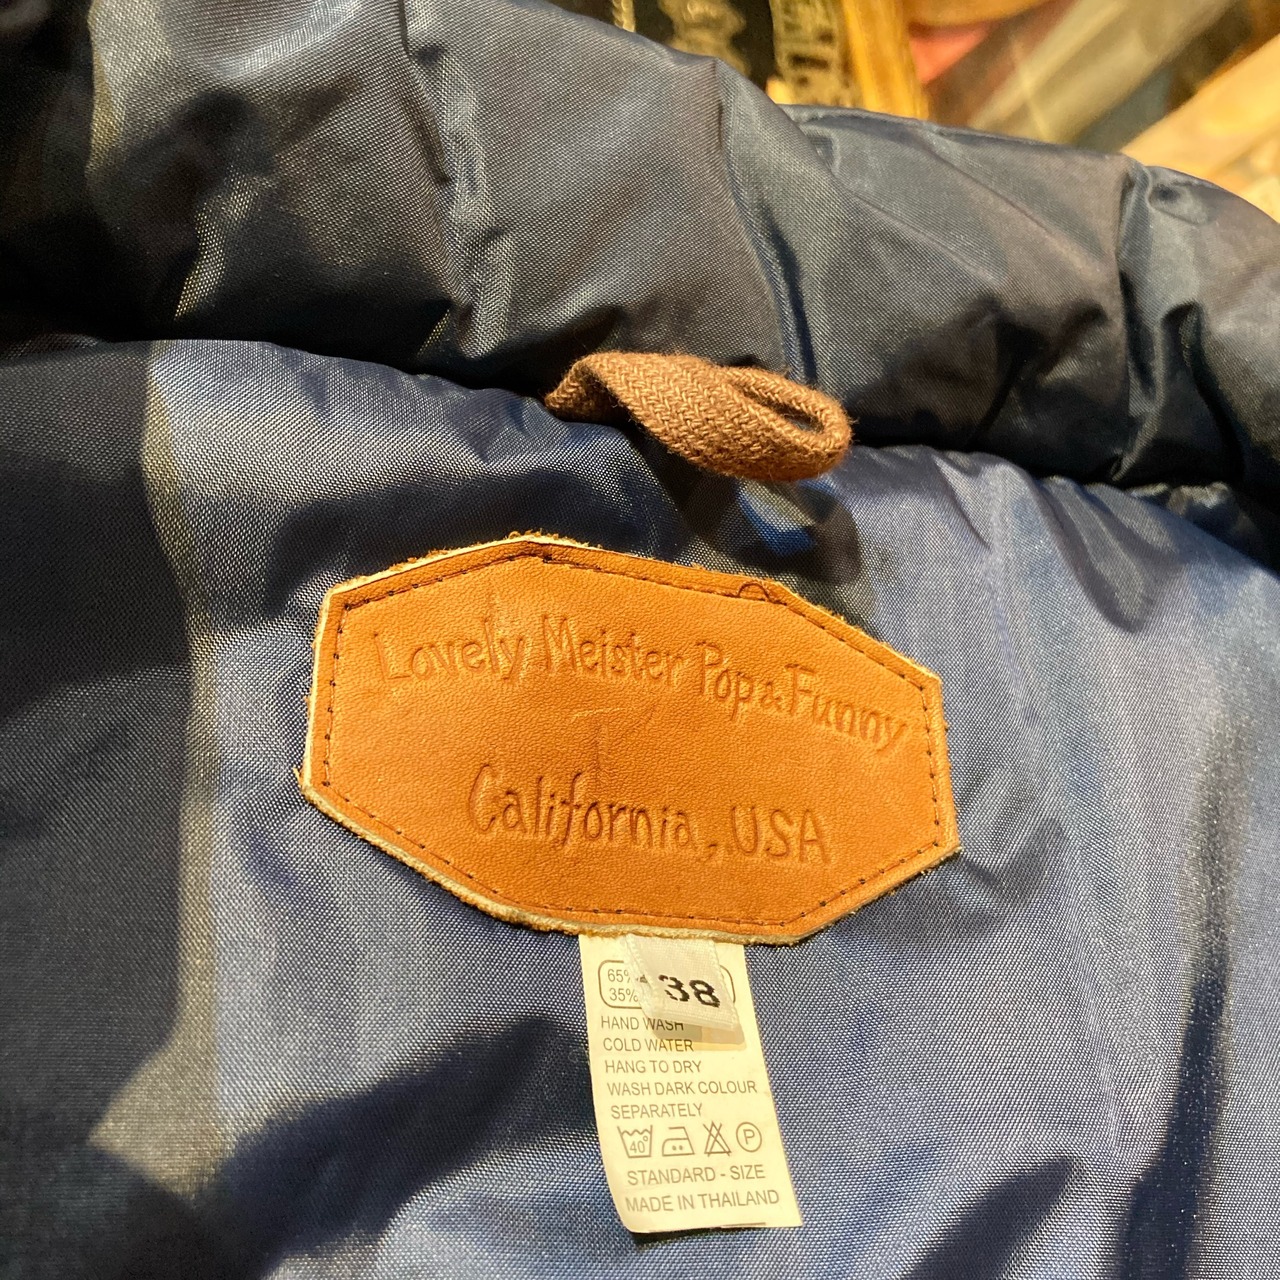 Lovely Meister Pop & Funny
California, USA
38
65%
35%
HAND WASH
COLD WATER
HANG TO DRY
WASH DARK COLOUR
SEPARATELY
40°
P
STANDARD - SIZE
MADE IN THAILAND